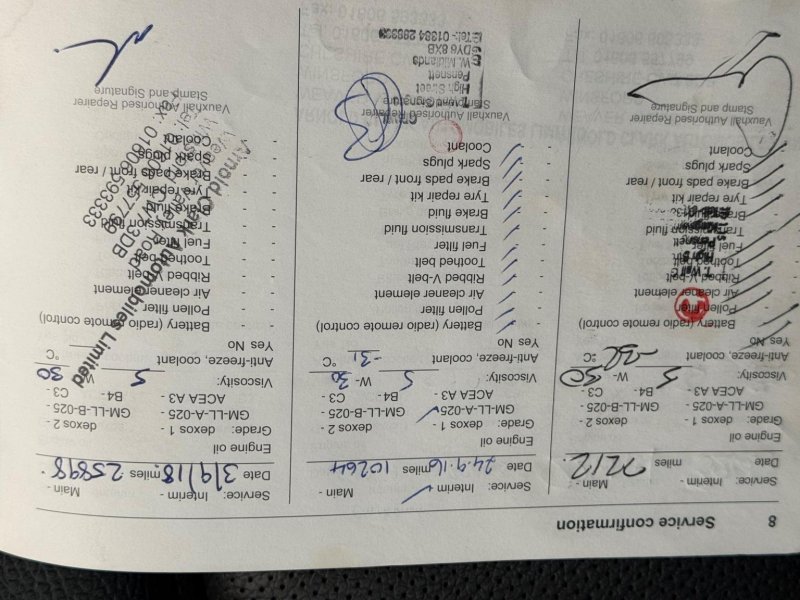 8 Service confirmation
Service: Interim - Main -
Date miles 7212
Engine oil
Grade: dexos 1 - dexos 2 -
GM-LL-A-025 - GM-LL-B-025 -
ACEA A3 - B4 - C3 -
Viscosity: 5 W- 30
Anti-freeze, coolant °C
Yes No
Battery (radio remote control)
Pollen filter
Air cleaner element
Ribbed V-belt
Toothed belt
Fuel filter
Transmission fluid
Brake fluid
Tyre repair kit
Brake pads front / rear
Spark plugs
Coolant
Vauxhall Authorised Repairer
Stamp and Signature
Service: Interim - Main -
Date 24.9.16 miles 10264
Engine oil
Grade: dexos 1 - dexos 2 -
GM-LL-A-025 - GM-LL-B-025 -
ACEA A3 - B4 - C3 -
Viscosity: 5 W- 30
Anti-freeze, coolant -31 °C
Yes No
- - Battery (radio remote control)
- - Pollen filter
- - Air cleaner element
- - Ribbed V-belt
- - Toothed belt
- - Fuel filter
- - Transmission fluid
- - Brake fluid
- - Tyre repair kit
- - Brake pads front / rear
- - Spark plugs
- - Coolant
Vauxhall Authorised Repairer
Stamp and Signature
High Street
Pensnett
W. Midlands
DY6 8XB
Service: Interim - Main -
Date 3/9/18 miles 25898
Engine oil
Grade: dexos 1 - dexos 2 -
GM-LL-A-025 - GM-LL-B-025 -
ACEA A3 - B4 - C3 -
Viscosity: 5 W- 30
Anti-freeze, coolant °C
Yes No
- - Battery (radio remote control)
- - Pollen filter
- - Air cleaner element
- - Ribbed V-belt
- - Toothed belt
- - Fuel filter
- - Transmission fluid
- - Brake fluid
- - Tyre repair kit
- - Brake pads front / rear
- - Spark plugs
- - Coolant
Vauxhall Authorised Repairer
Stamp and Signature
Arnold Clark Automobiles Limited
Fax: 01606 593333